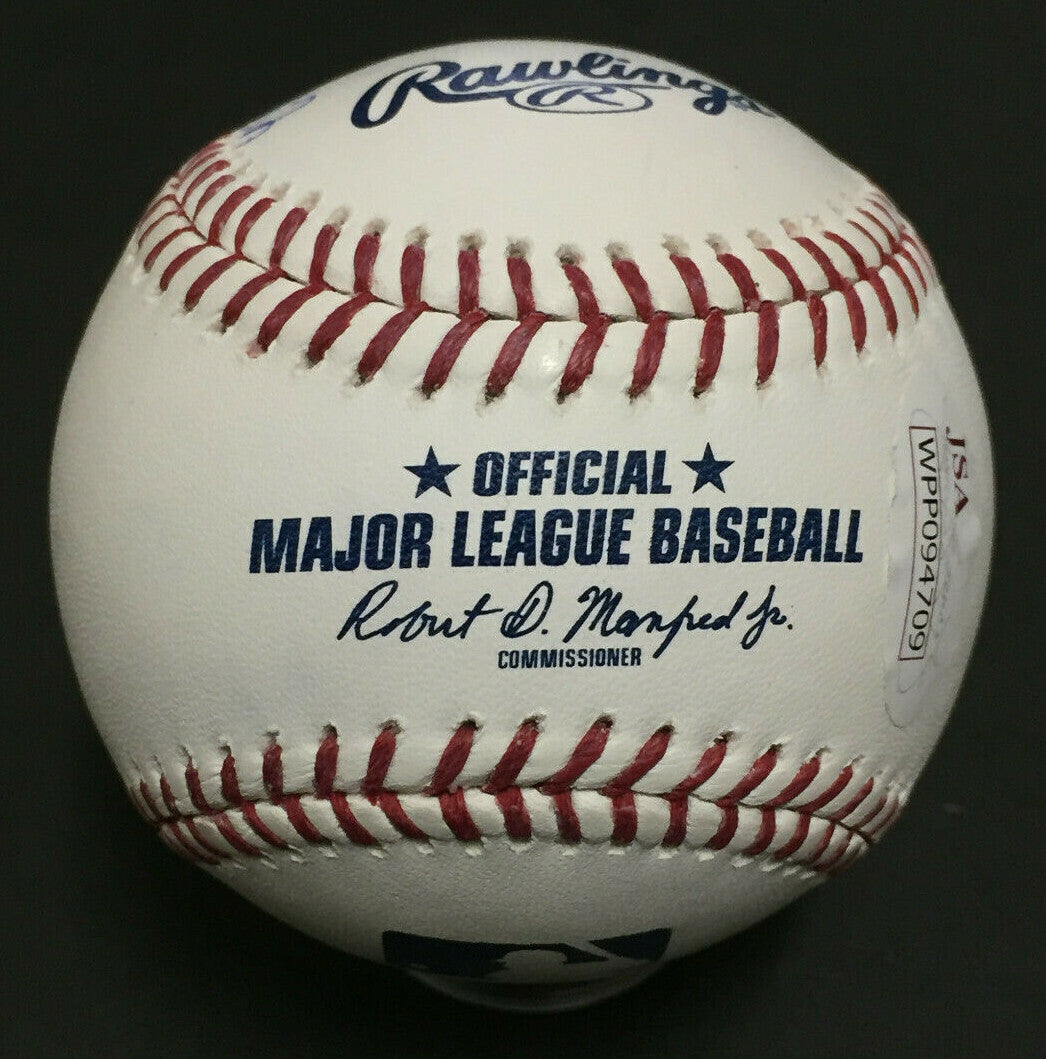 Rawlings
R
★ OFFICIAL ★
MAJOR LEAGUE BASEBALL
Robert D. Manfred Jr.
COMMISSIONER
JSA
WPP094709